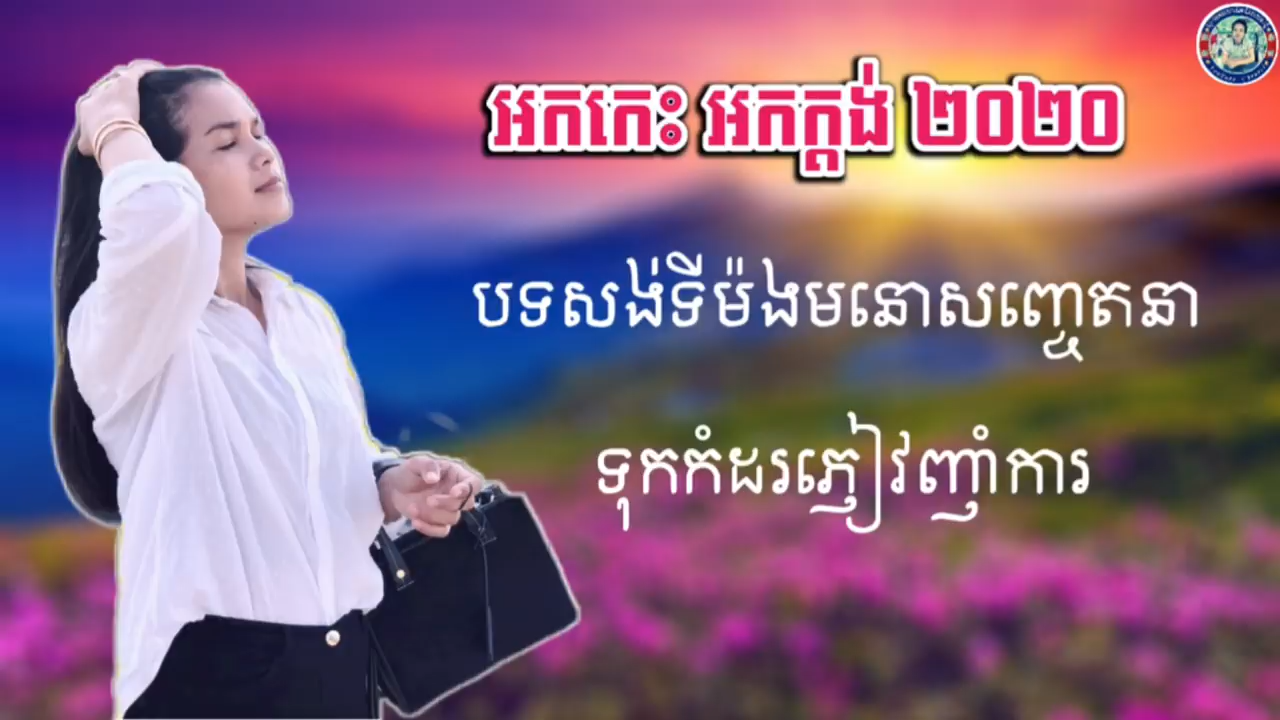 អកកេះ អកក្តង់ ២០២០
បទសង់ទីម៉ងមនោសញ្ចេតនា
ទុកកំដរភ្ញៀវញ៉ាំការ